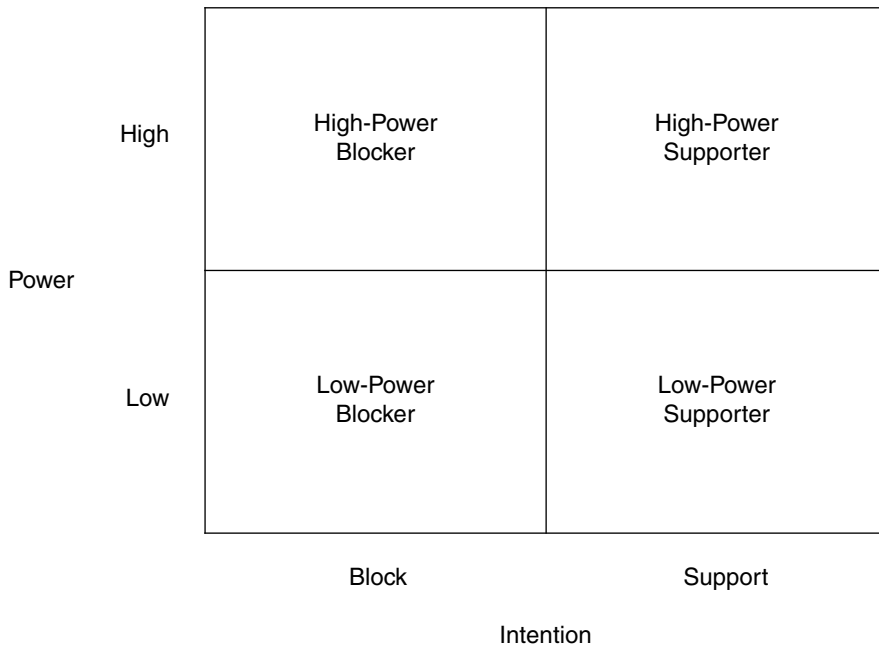 High
High-Power
Blocker
High-Power
Supporter
Power
Low
Low-Power
Blocker
Low-Power
Supporter
Block
Support
Intention